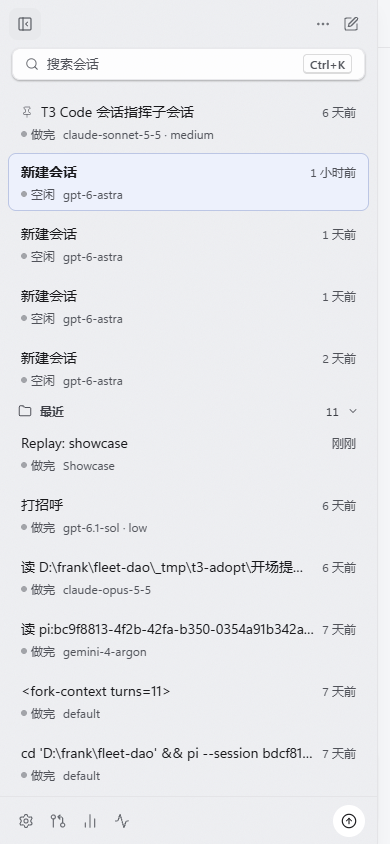 搜索会话 Ctrl+K
T3 Code 会话指挥子会话 6 天前
做完 claude-sonnet-5-5 · medium
新建会话 1 小时前
空闲 gpt-6-astra
新建会话 1 天前
空闲 gpt-6-astra
新建会话 1 天前
空闲 gpt-6-astra
新建会话 2 天前
空闲 gpt-6-astra
最近 11
Replay: showcase 刚刚
做完 Showcase
打招呼 6 天前
做完 gpt-6.1-sol · low
读 D:\frank\fleet-dao\_tmp\t3-adopt\开场提... 6 天前
做完 claude-opus-5-5
读 pi:bc9f8813-4f2b-42fa-b350-0354a91b342a... 7 天前
做完 gemini-4-argon
<fork-context turns=11> 7 天前
做完 default
cd 'D:\frank\fleet-dao' && pi --session bdcf81... 7 天前
做完 default